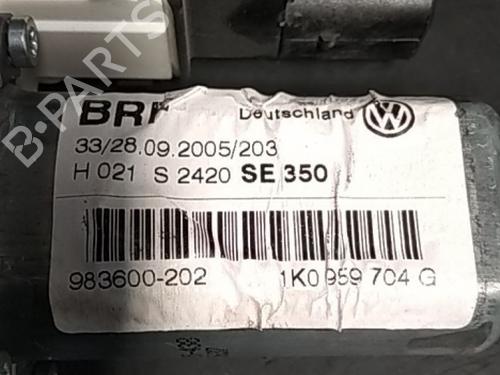 B-PARTS
BRF Deutschland
33/28.09.2005/203
H 021 S 2420 SE 350
983600-202 1K0 959 704 G